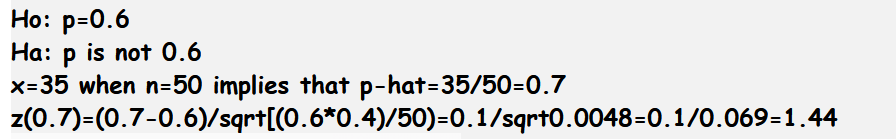 Ho: p=0.6
Ha: p is not 0.6
x=35 when n=50 implies that p-hat=35/50=0.7
z(0.7)=(0.7-0.6)/sqrt[(0.6*0.4)/50)=0.1/sqrt0.0048=0.1/0.069=1.44